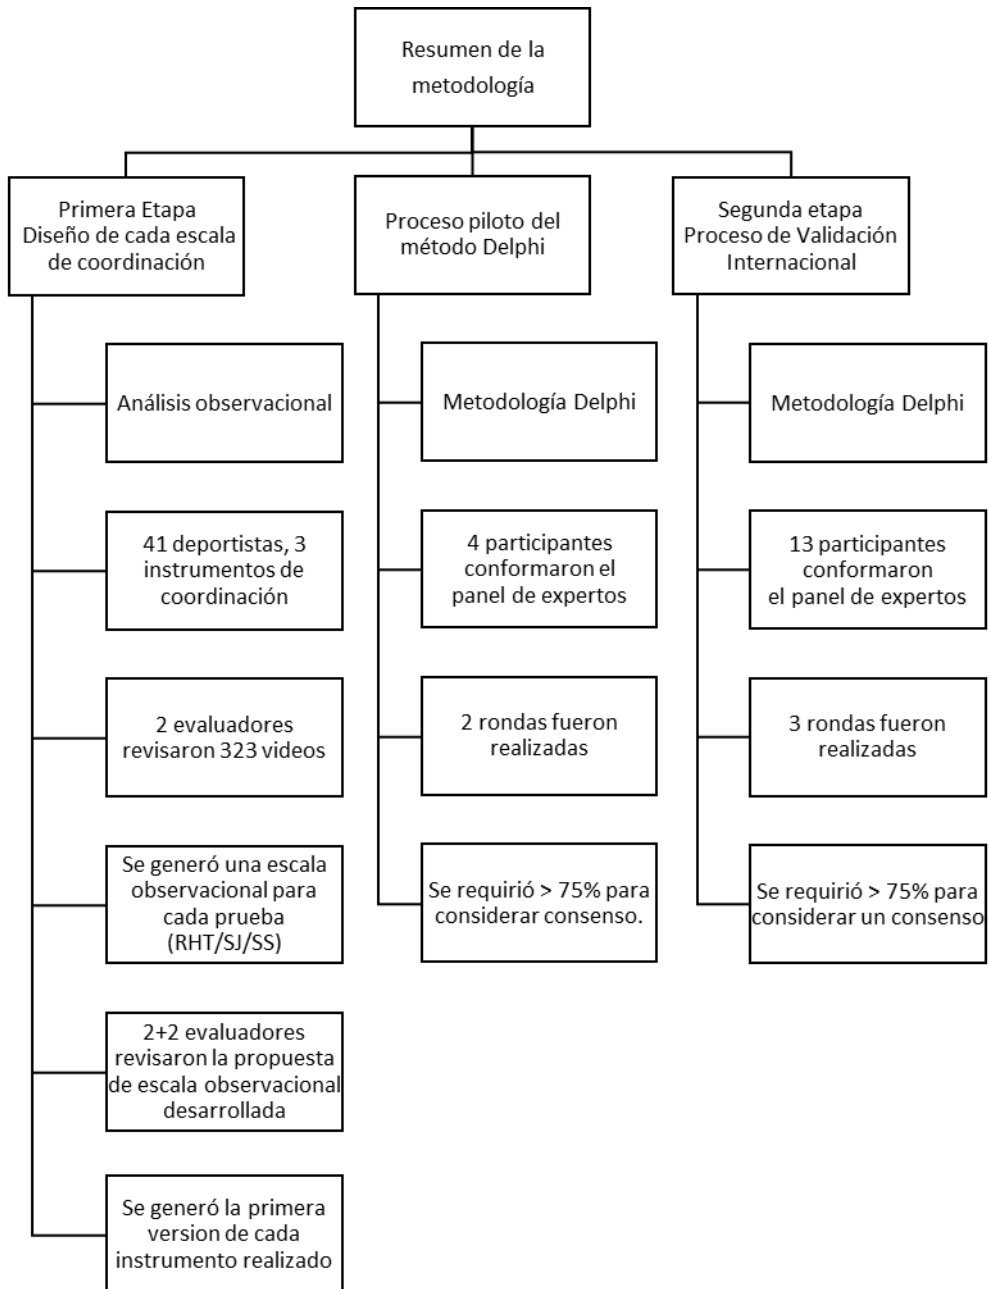 Resumen de la
metodología
Primera Etapa
Diseño de cada escala
de coordinación
Proceso piloto del
método Delphi
Segunda etapa
Proceso de Validación
Internacional
Análisis observacional
Metodología Delphi
Metodología Delphi
41 deportistas, 3
instrumentos de
coordinación
4 participantes
conformaron el
panel de expertos
13 participantes
conformaron
el panel de expertos
2 evaluadores
revisaron 323 videos
2 rondas fueron
realizadas
3 rondas fueron
realizadas
Se generó una escala
observacional para
cada prueba
(RHT/SJ/SS)
Se requirió > 75% para
considerar consenso.
Se requirió > 75% para
considerar un consenso
2+2 evaluadores
revisaron la propuesta
de escala observacional
desarrollada
Se generó la primera
version de cada
instrumento realizado